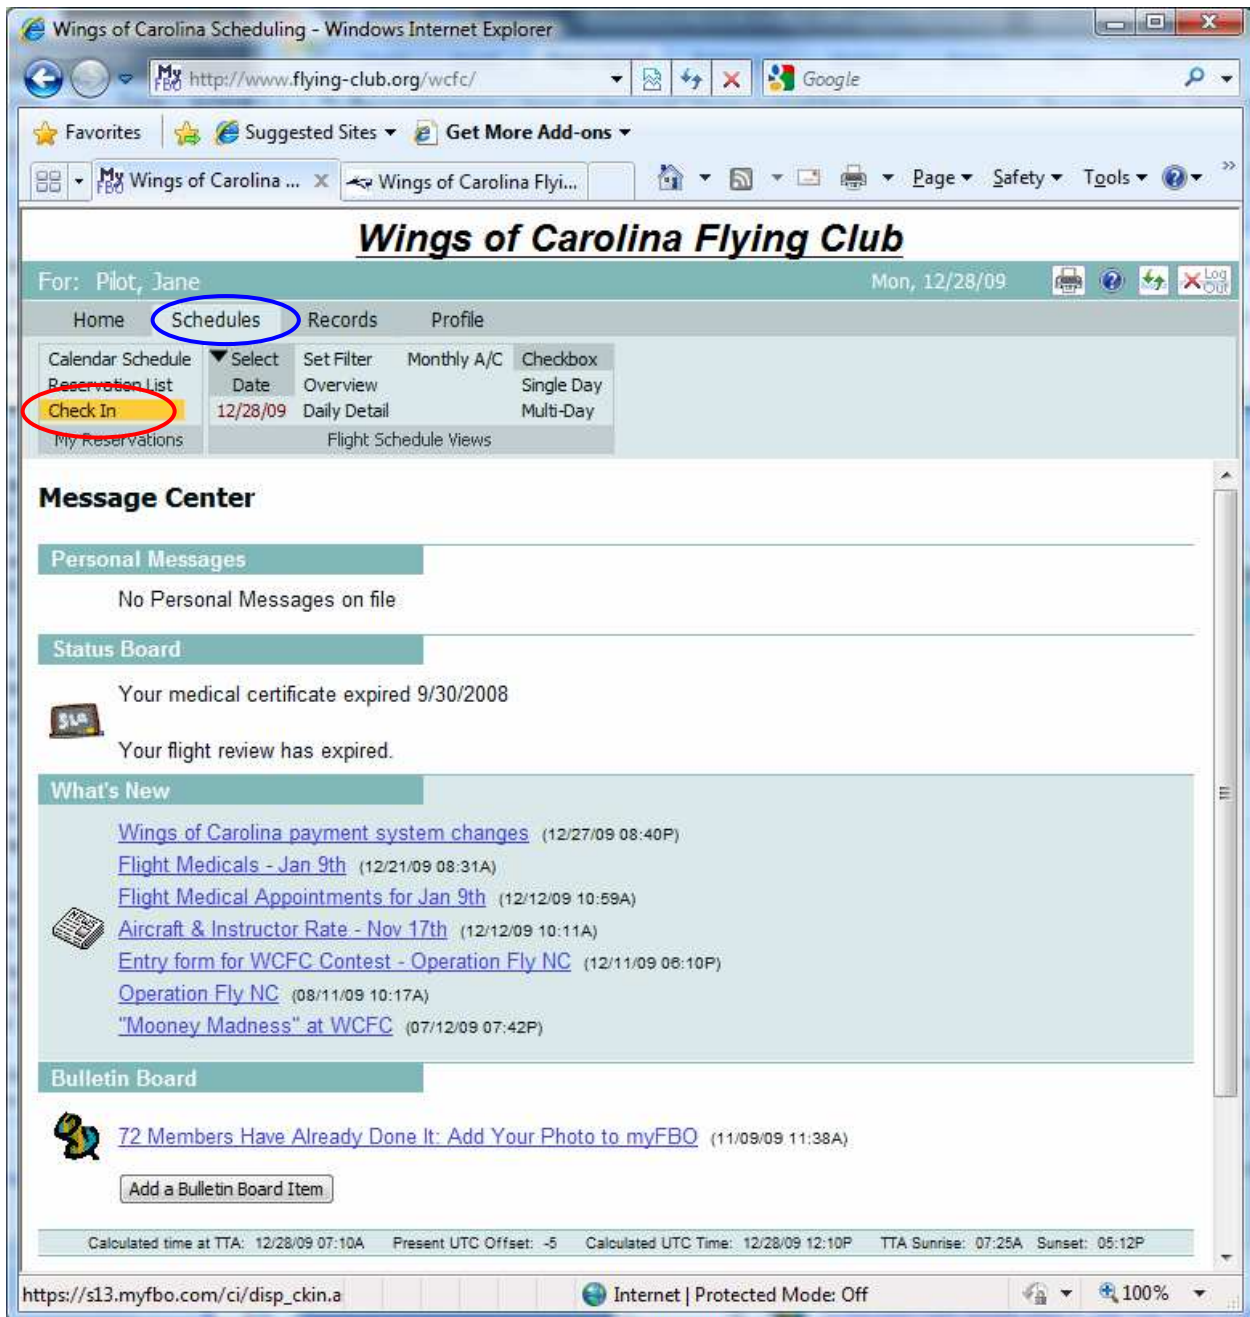 Wings of Carolina Scheduling - Windows Internet Explorer
My FBO http://www.flying-club.org/wcfc/ Google
Favorites Suggested Sites Get More Add-ons
My FBO Wings of Carolina ... X Wings of Carolina Flyi... Page Safety Tools »
Wings of Carolina Flying Club
For: Pilot, Jane Mon, 12/28/09 Log Out
Home Schedules Records Profile
Calendar Schedule Select Set Filter Monthly A/C Checkbox
Reservation List Date Overview Single Day
Check In 12/28/09 Daily Detail Multi-Day
My Reservations Flight Schedule Views
Message Center
Personal Messages
No Personal Messages on file
Status Board
Your medical certificate expired 9/30/2008
Your flight review has expired.
What's New
Wings of Carolina payment system changes (12/27/09 08:40P)
Flight Medicals - Jan 9th (12/21/09 08:31A)
Flight Medical Appointments for Jan 9th (12/12/09 10:59A)
Aircraft & Instructor Rate - Nov 17th (12/12/09 10:11A)
Entry form for WCFC Contest - Operation Fly NC (12/11/09 06:10P)
Operation Fly NC (08/11/09 10:17A)
"Mooney Madness" at WCFC (07/12/09 07:42P)
Bulletin Board
72 Members Have Already Done It: Add Your Photo to myFBO (11/09/09 11:38A)
Add a Bulletin Board Item
Calculated time at TTA: 12/28/09 07:10A Present UTC Offset: -5 Calculated UTC Time: 12/28/09 12:10P TTA Sunrise: 07:25A Sunset: 05:12P
https://s13.myfbo.com/ci/disp_ckin.a Internet | Protected Mode: Off 100%